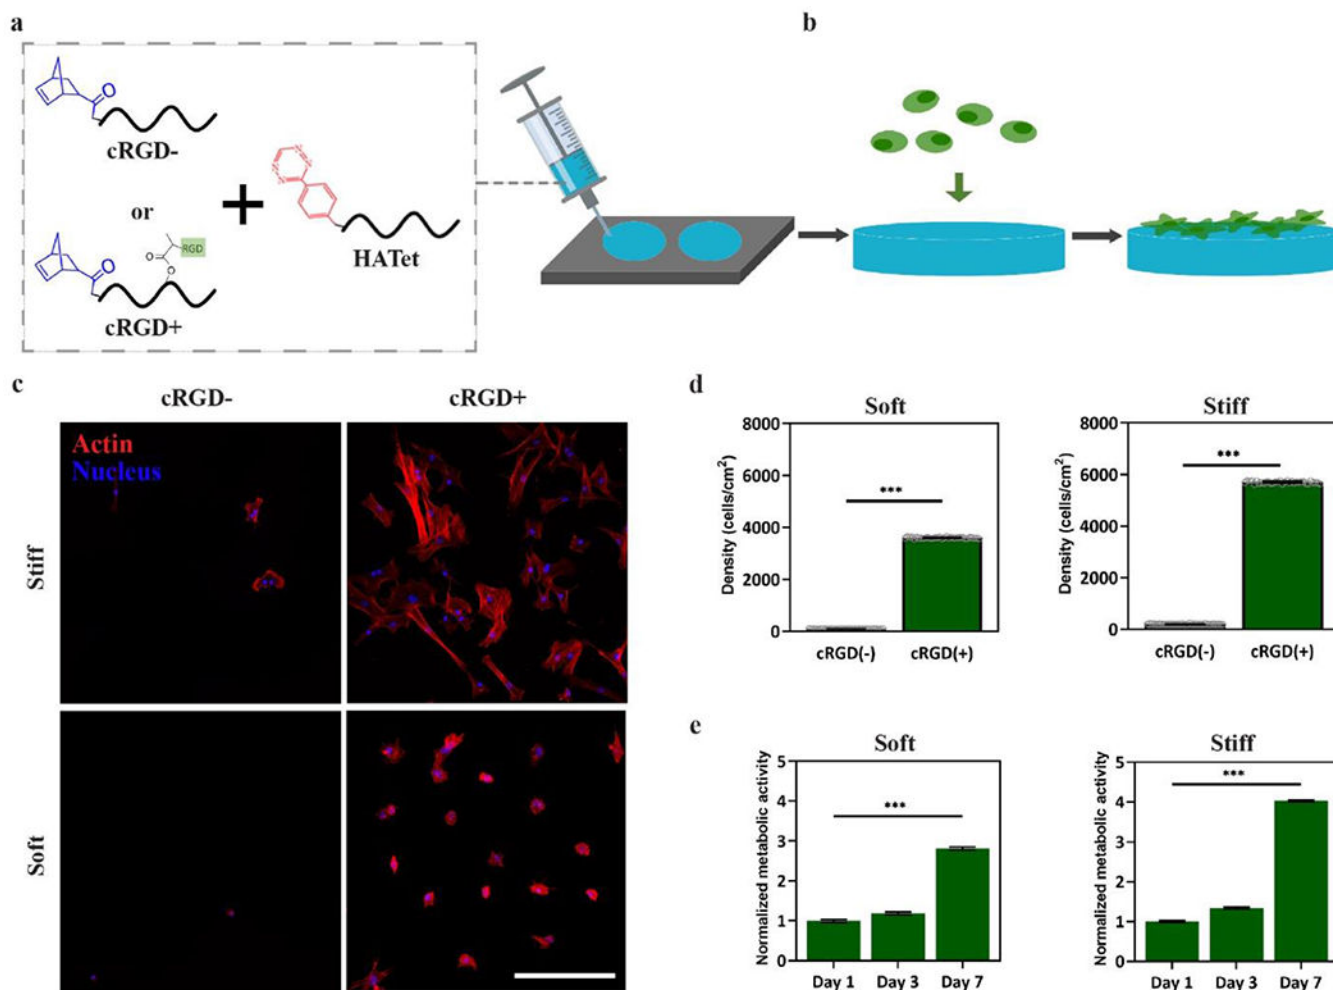 a
b
cRGD-
or
O
O
O
O
RGD
cRGD+
N
N
N
N
HATet
c
cRGD-
cRGD+
Actin
Nucleus
Stiff
Soft
d
Soft
Density (cells/cm²)
8000
6000
4000
2000
0
***
cRGD(-)
cRGD(+)
Stiff
Density (cells/cm²)
8000
6000
4000
2000
0
***
cRGD(-)
cRGD(+)
e
Soft
Normalized metabolic activity
5
4
3
2
1
0
***
Day 1
Day 3
Day 7
Stiff
Normalized metabolic activity
5
4
3
2
1
0
***
Day 1
Day 3
Day 7